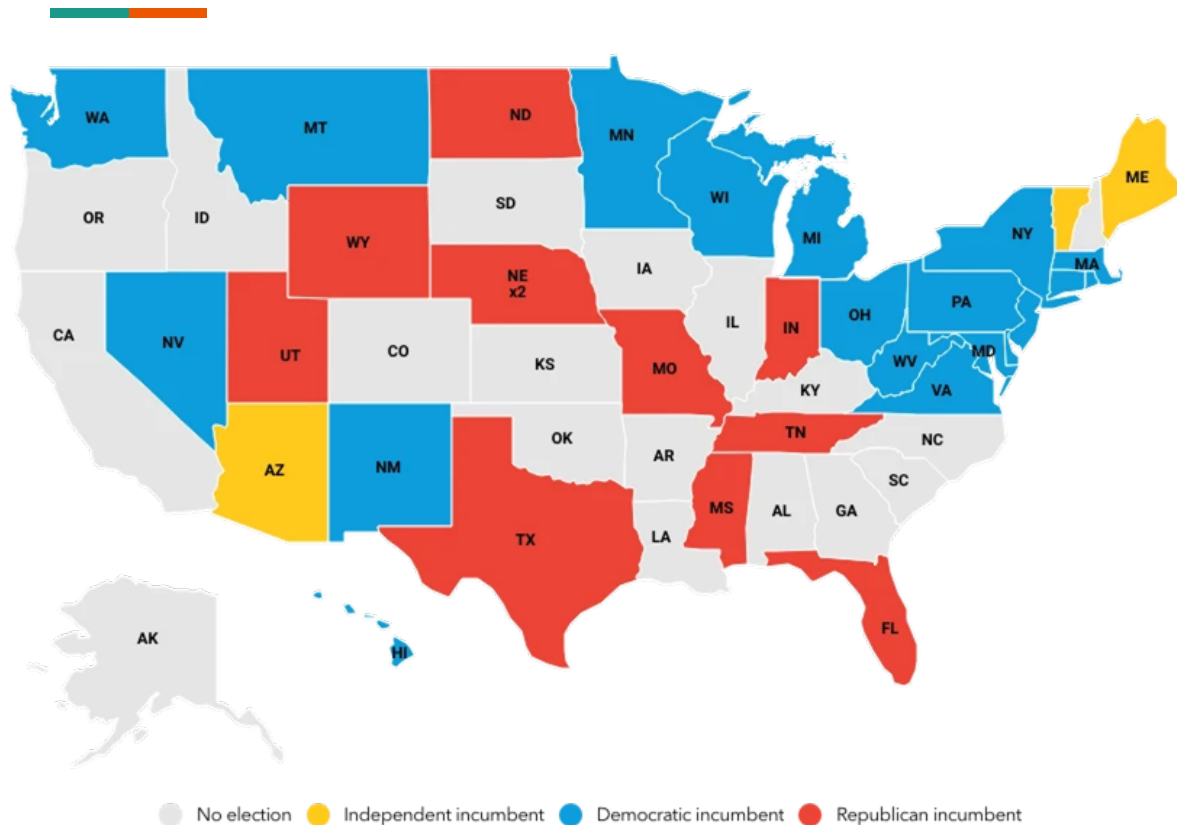 WA
MT
ND
MN
ME
OR
ID
SD
WI
WY
NY
MI
IA
MA
NE
x2
PA
OH
IL
IN
CA
NV
CO
MD
UT
WV
KS
MO
KY
VA
TN
NC
OK
AR
AZ
NM
SC
MS
AL
GA
LA
TX
FL
AK
HI
No election
Independent incumbent
Democratic incumbent
Republican incumbent